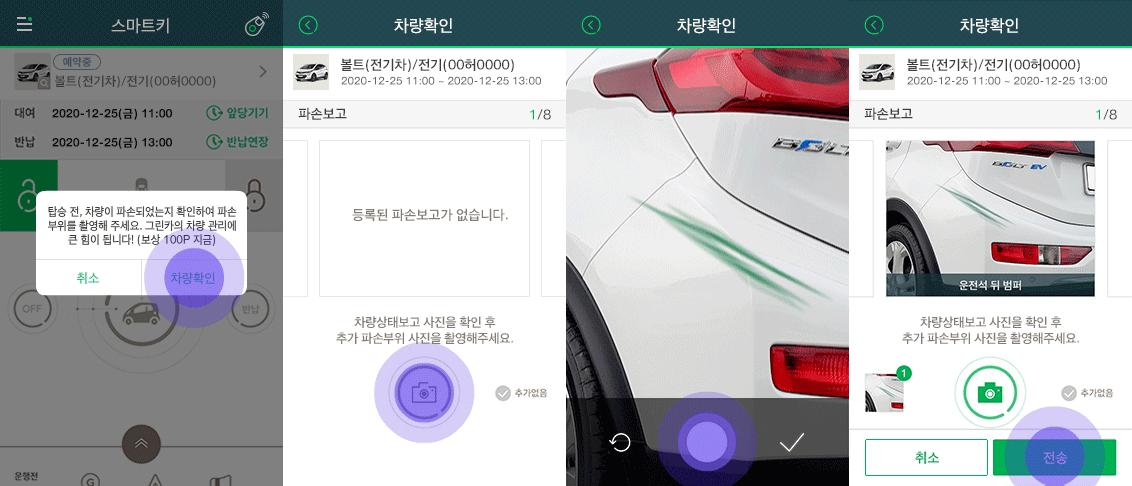 스마트키
예약중
볼트(전기차)/전기(00허0000)
대여 2020-12-25(금) 11:00 앞당기기
반납 2020-12-25(금) 13:00 반납연장
탑승 전, 차량이 파손되었는지 확인하여 파손
부위를 촬영해 주세요. 그린카의 차량 관리에
큰 힘이 됩니다! (보상 100P 지금)
취소 차량확인
OFF 반납
운행전
차량확인
볼트(전기차)/전기(00허0000)
2020-12-25 11:00 ~ 2020-12-25 13:00
파손보고 1/8
등록된 파손보고가 없습니다.
차량상태보고 사진을 확인 후
추가 파손부위 사진을 촬영해주세요.
추가없음
차량확인
BOLT
차량확인
볼트(전기차)/전기(00허0000)
2020-12-25 11:00 ~ 2020-12-25 13:00
파손보고 1/8
BOLT EV
운전석 뒤 범퍼
차량상태보고 사진을 확인 후
추가 파손부위 사진을 촬영해주세요.
1
추가없음
취소 전송